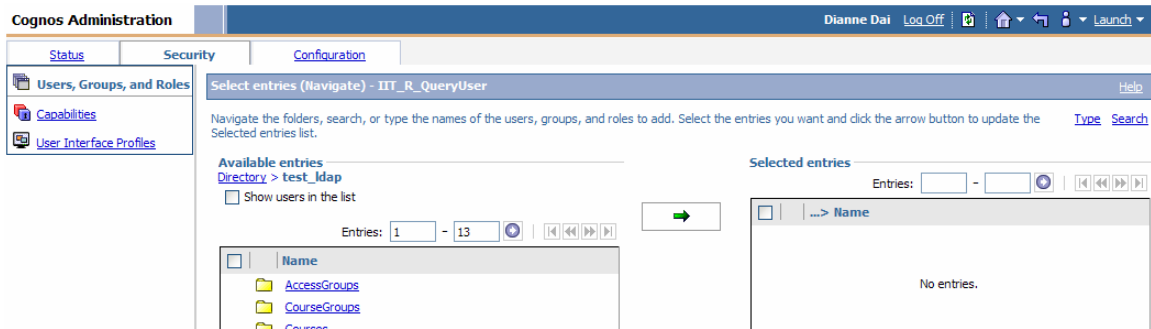 Cognos Administration
Dianne Dai Log Off Launch
Status Security Configuration
Users, Groups, and Roles
Capabilities
User Interface Profiles
Select entries (Navigate) - IIT_R_QueryUser Help
Navigate the folders, search, or type the names of the users, groups, and roles to add. Select the entries you want and click the arrow button to update the
Selected entries list.
Type Search
Available entries
Directory > test_ldap
Show users in the list
Entries: 1 - 13
Name
AccessGroups
CourseGroups
Courses
Selected entries
Entries: -
...> Name
No entries.